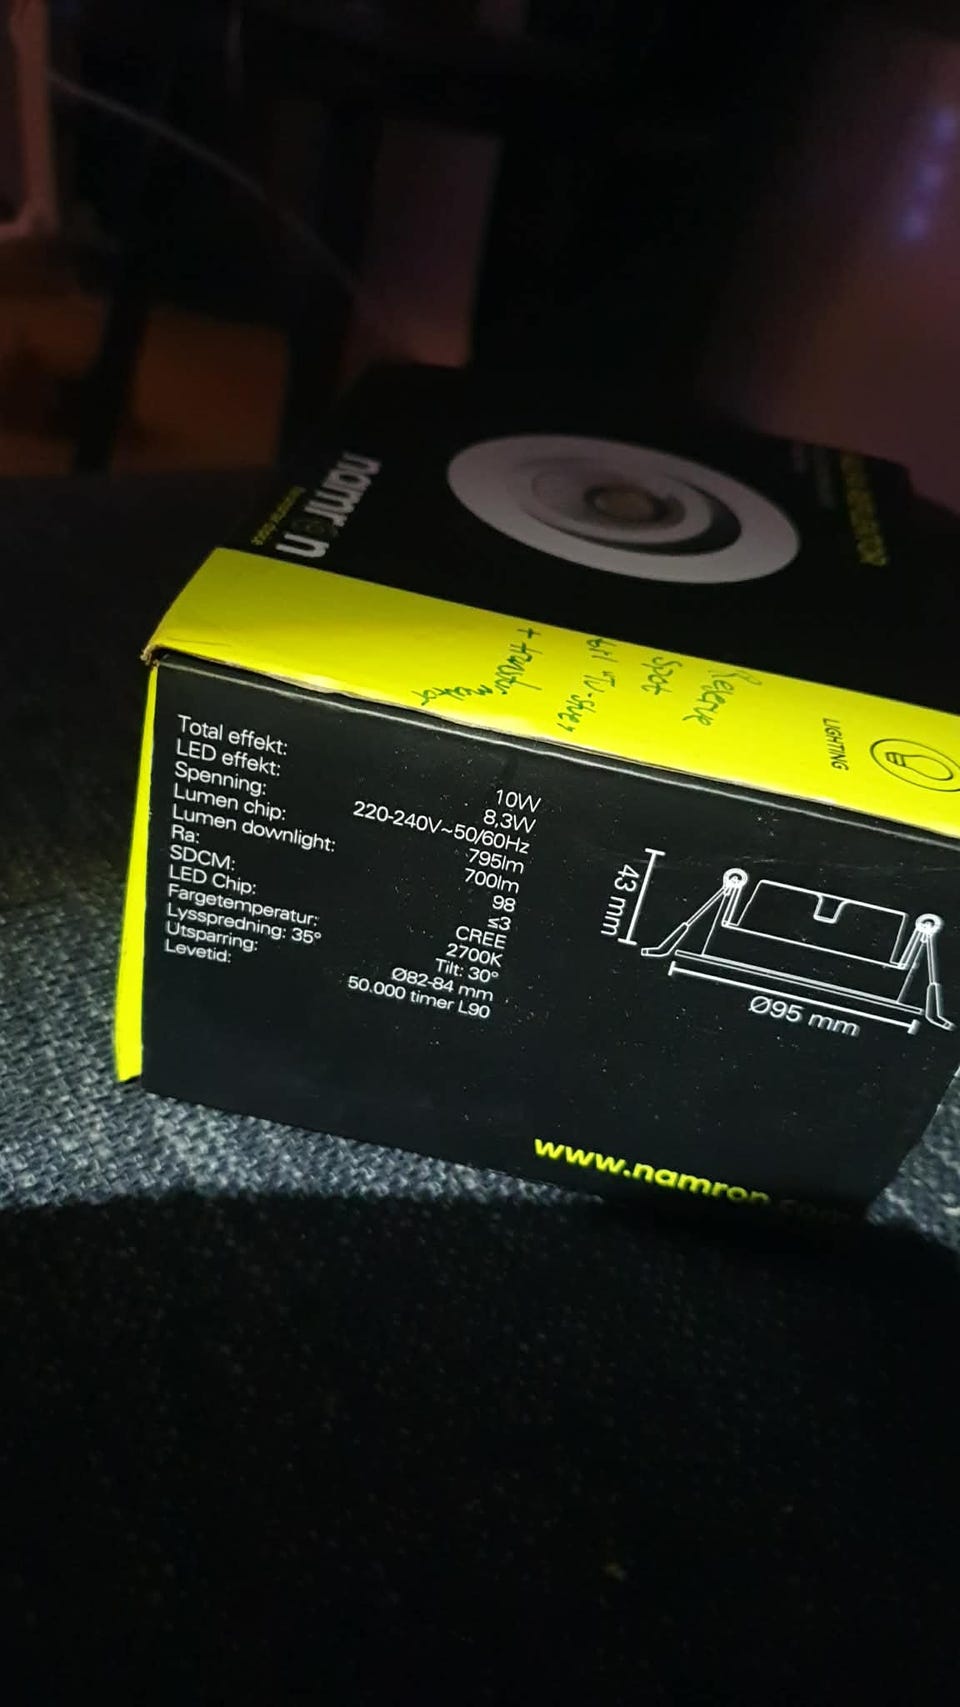 namron
LIGHTING
Reserve
Spot
til TV-stue,
Total effekt: 10W
LED effekt: 8,3W
Spenning: 220-240V~50/60Hz
Lumen chip: 795lm
Lumen downlight: 700lm
Ra: 98
SDCM: ≤3
LED Chip: CREE
Fargetemperatur: 2700K
Lysspredning: 35° Tilt: 30°
Utsparring: Ø82-84 mm
Levetid: 50.000 timer L90
43 mm
Ø95 mm
www.namron.com